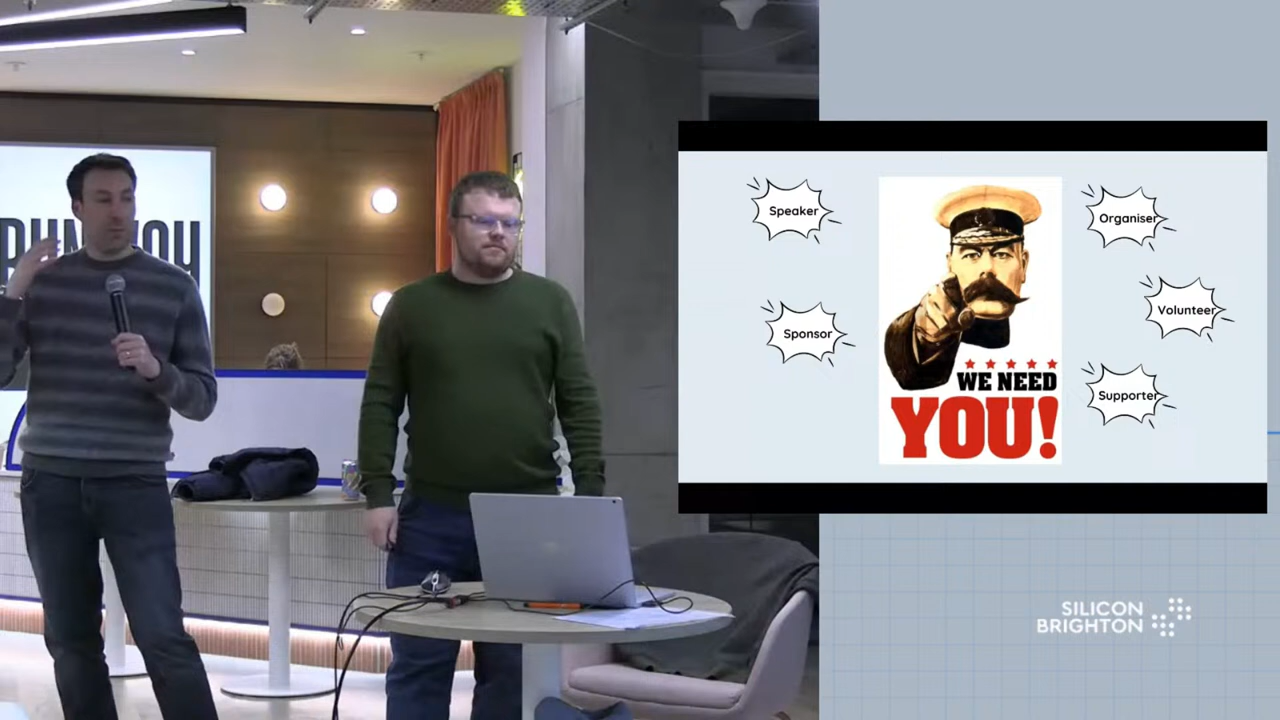 Speaker
Organiser
Volunteer
Sponsor
WE NEED
YOU!
Supporter
SILICON
BRIGHTON